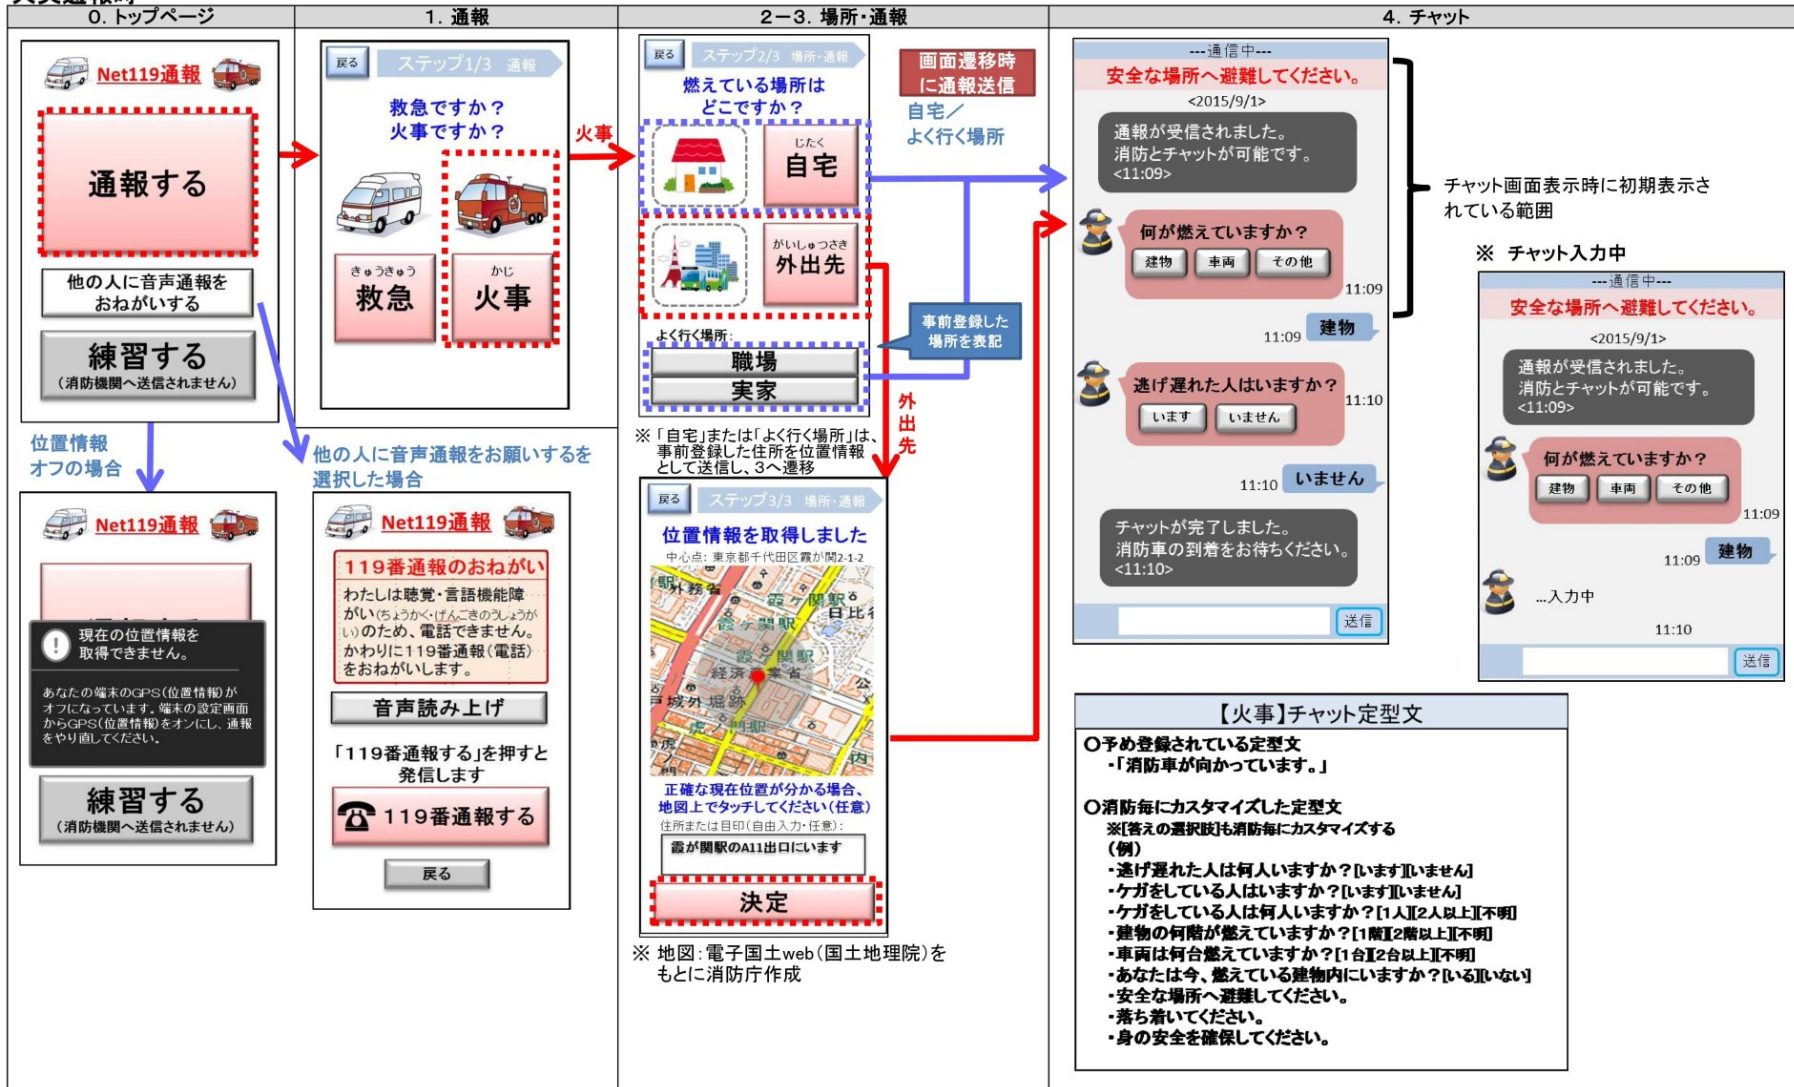 0. トップページ
1. 通報
2－3. 場所・通報
4. チャット
Net119通報
通報する
他の人に音声通報を
おねがいする
練習する
(消防機関へ送信されません)
位置情報
オフの場合
Net119通報
現在の位置情報を
取得できません。
あなたの端末のGPS(位置情報)が
オフになっています。端末の設定画面
からGPS(位置情報)をオンにし、通報
をやり直してください。
練習する
(消防機関へ送信されません)
戻る
ステップ1/3 通報
救急ですか？
火事ですか？
きゅうきゅう
救急
かじ
火事
火事
他の人に音声通報をお願いするを
選択した場合
Net119通報
119番通報のおねがい
わたしは聴覚・言語機能障
がい(ちょうかく・げんごきのうしょうが
い)のため、電話できません。
かわりに119番通報(電話)
をおねがいします。
音声読み上げ
「119番通報する」を押すと
発信します
119番通報する
戻る
戻る
ステップ2/3 場所・通報
燃えている場所は
どこですか？
じたく
自宅
がいしゅつさき
外出先
よく行く場所:
職場
実家
画面遷移時
に通報送信
自宅／
よく行く場所
事前登録した
場所を表記
外出先
※「自宅」または「よく行く場所」は、
事前登録した住所を位置情報
として送信し、3へ遷移
戻る
ステップ3/3 場所・通報
位置情報を取得しました
中心点: 東京都千代田区霞が関2-1-2
外務省
霞ヶ関駅
日比
霞ヶ関駅
霞ヶ関駅
経済産業省
城外堀跡
虎ノ門駅
正確な現在位置が分かる場合、
地図上でタッチしてください(任意)
住所または目印(自由入力・任意):
霞が関駅のA11出口にいます
決定
※ 地図:電子国土web(国土地理院)を
もとに消防庁作成
---通信中---
安全な場所へ避難してください。
<2015/9/1>
通報が受信されました。
消防とチャットが可能です。
<11:09>
何が燃えていますか？
建物 車両 その他
11:09
11:09 建物
逃げ遅れた人はいますか？
います いません
11:10
11:10 いません
チャットが完了しました。
消防車の到着をお待ちください。
<11:10>
送信
チャット画面表示時に初期表示さ
れている範囲
※ チャット入力中
---通信中---
安全な場所へ避難してください。
<2015/9/1>
通報が受信されました。
消防とチャットが可能です。
<11:09>
何が燃えていますか？
建物 車両 その他
11:09
11:09 建物
...入力中
11:10
送信
【火事】チャット定型文
○予め登録されている定型文
・「消防車が向かっています。」
○消防毎にカスタマイズした定型文
※[答えの選択肢]も消防毎にカスタマイズする
(例)
・逃げ遅れた人は何人いますか？[います][いません]
・ケガをしている人はいますか？[います][いません]
・ケガをしている人は何人いますか？[1人][2人以上][不明]
・建物の何階が燃えていますか？[1階][2階以上][不明]
・車両は何台燃えていますか？[1台][2台以上][不明]
・あなたは今、燃えている建物内にいますか？[いる][いない]
・安全な場所へ避難してください。
・落ち着いてください。
・身の安全を確保してください。